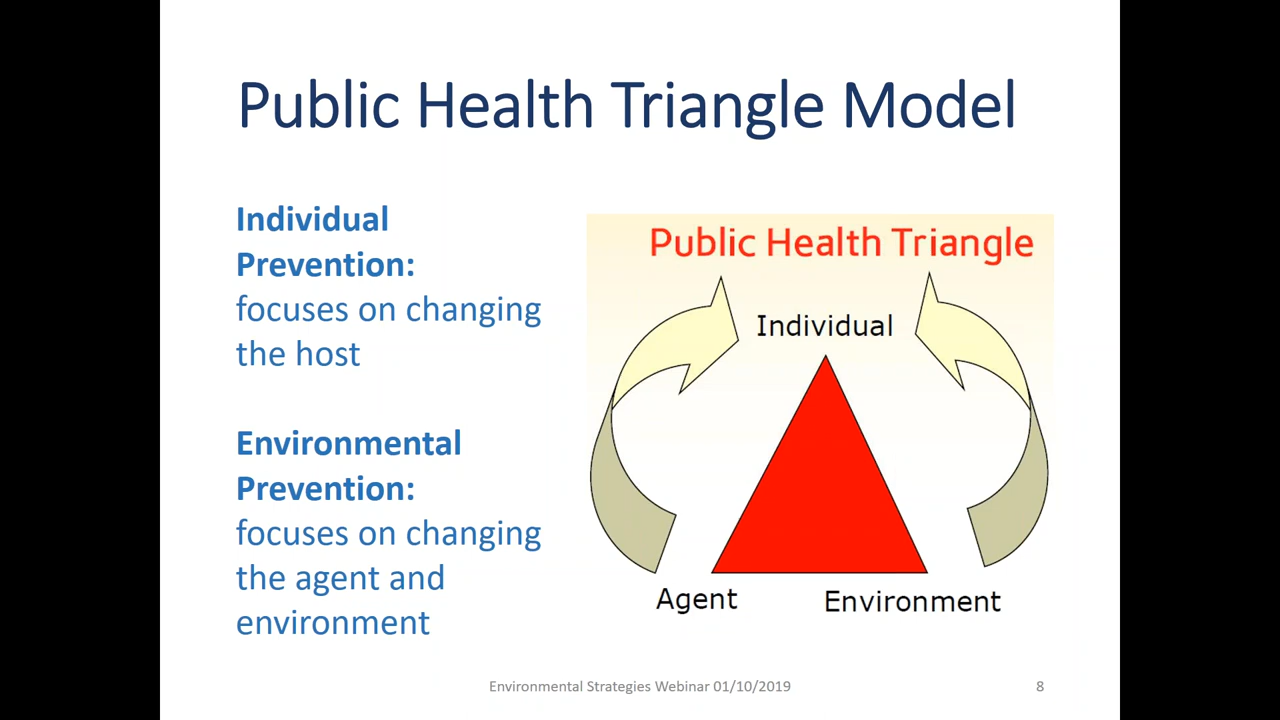 Public Health Triangle Model
Individual
Prevention:
focuses on changing
the host
Environmental
Prevention:
focuses on changing
the agent and
environment
Public Health Triangle
Individual
Agent
Environment
Environmental Strategies Webinar 01/10/2019
8